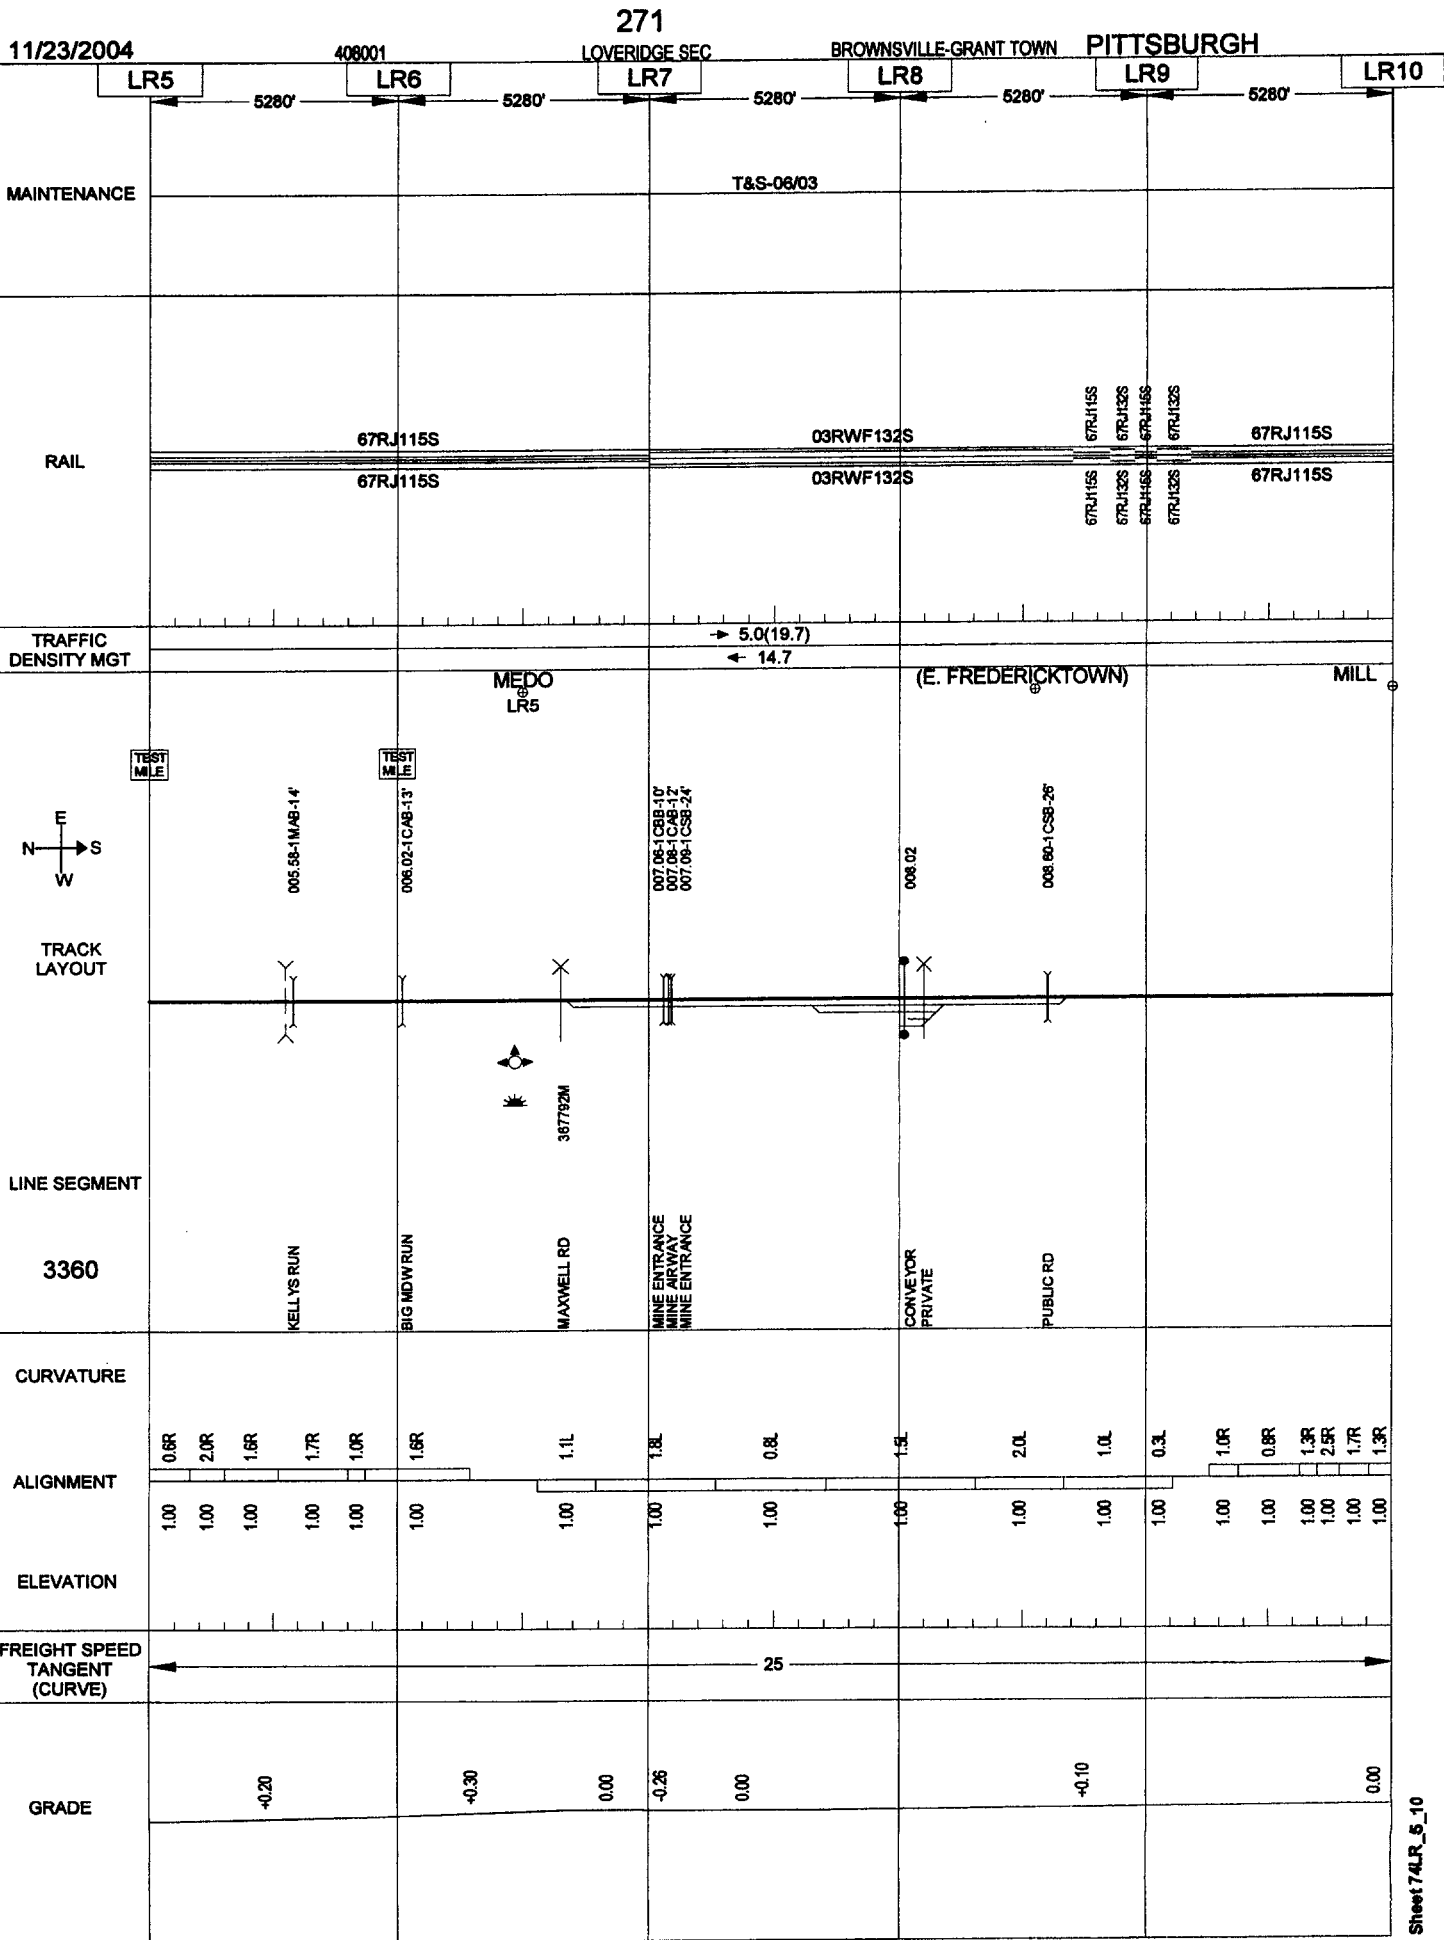 271
11/23/2004 408001 LOVERIDGE SEC BROWNSVILLE-GRANT TOWN PITTSBURGH
LR5 LR6 LR7 LR8 LR9 LR10
5280' 5280' 5280' 5280' 5280'
MAINTENANCE T&S-06/03
67RJ115S 67RJ132S 67RJ115S 67RJ132S
67RJ115S 03RWF132S 67RJ115S
RAIL
67RJ115S 03RWF132S 67RJ115S
67RJ115S 67RJ132S 67RJ115S 67RJ132S
TRAFFIC
DENSITY MGT
→ 5.0(19.7)
← 14.7
MEDO (E. FREDERICKTOWN) MILL
LR5
TEST
MILE
TEST
MILE
E
N S
W
005.58-1MAB-14'
006.02-1CAB-13'
007.06-1CBB-10'
007.08-1CAB-12'
007.09-1CSB-24'
008.02
008.60-1CSB-26'
TRACK
LAYOUT
367792M
LINE SEGMENT
3360
KELLYS RUN
BIG MDW RUN
MAXWELL RD
MINE ENTRANCE
MINE AIRWAY
MINE ENTRANCE
CONVEYOR
PRIVATE
PUBLIC RD
CURVATURE
0.6R 2.0R 1.6R 1.7R 1.0R 1.6R 1.1L 1.8L 0.8L 1.5L 2.0L 1.0L 0.3L 1.0R 0.8R 1.3R 2.5R 1.7R 1.3R
ALIGNMENT
1.00 1.00 1.00 1.00 1.00 1.00 1.00 1.00 1.00 1.00 1.00 1.00 1.00 1.00 1.00 1.00 1.00 1.00 1.00
ELEVATION
FREIGHT SPEED
TANGENT
(CURVE)
25
GRADE
+0.20 +0.30 0.00 -0.26 0.00 +0.10 0.00
Sheet74LR_5_10